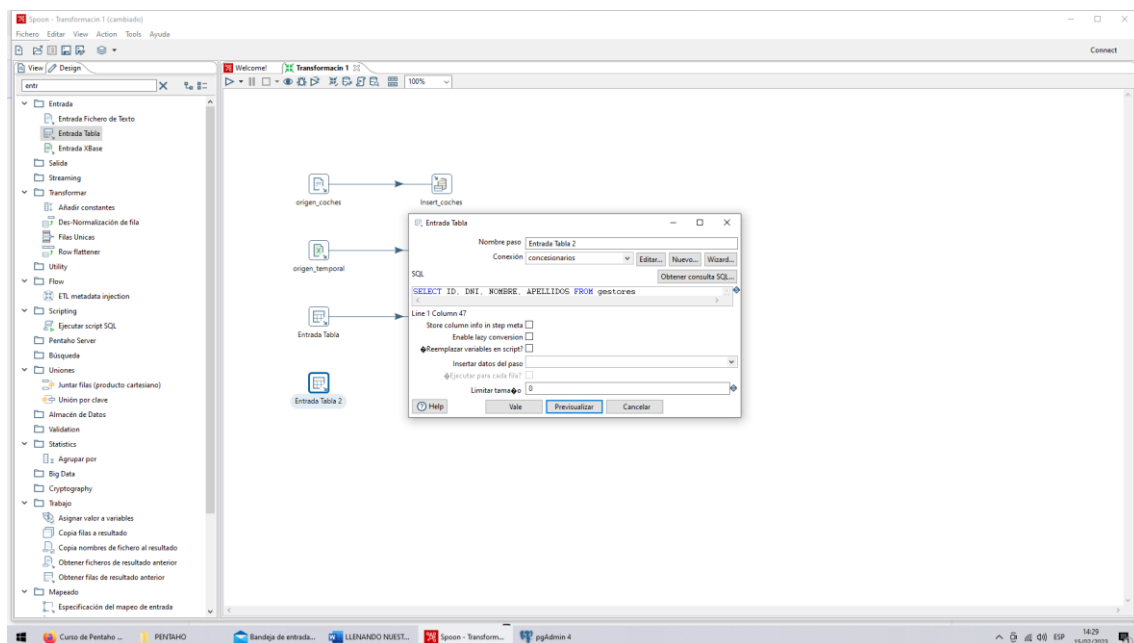 Spoon - Transformacin 1 (cambiado)
Fichero Editar View Action Tools Ayuda
Connect
View Design
Welcome! Transformacin 1
entr
100%
Entrada
Entrada Fichero de Texto
Entrada Tabla
Entrada XBase
Salida
Streaming
Transformar
Añadir constantes
Des-Normalización de fila
Filas Unicas
Row flattener
Utility
Flow
ETL metadata injection
Scripting
Ejecutar script SQL
Pentaho Server
Búsqueda
Uniones
Juntar filas (producto cartesiano)
Unión por clave
Almacén de Datos
Validation
Statistics
Agrupar por
Big Data
Cryptography
Trabajo
Asignar valor a variables
Copia filas a resultado
Copia nombres de fichero al resultado
Obtener ficheros de resultado anterior
Obtener filas de resultado anterior
Mapeado
Especificación del mapeo de entrada
origen_coches
Insert_coches
origen_temporal
Entrada Tabla
Entrada Tabla 2
Entrada Tabla
Nombre paso Entrada Tabla 2
Conexión concesionarios Editar... Nuevo... Wizard...
SQL Obtener consulta SQL...
SELECT ID, DNI, NOMBRE, APELLIDOS FROM gestores
Line 1 Column 47
Store column info in step meta
Enable lazy conversion
�Reemplazar variables en script?
Insertar datos del paso
�Ejecutar para cada fila?
Limitar tama�o 0
Help Vale Previsualizar Cancelar
Curso de Pentaho ... PENTAHO Bandeja de entrada... LLENANDO NUEST... Spoon - Transform... pgAdmin 4 ESP 14:29
15/02/2023